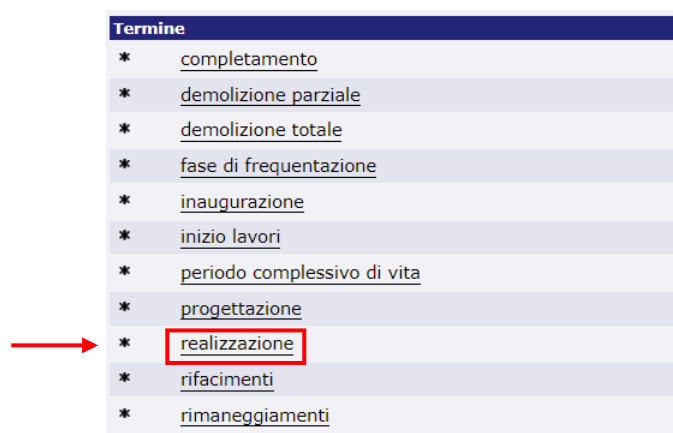 Termine
* completamento
* demolizione parziale
* demolizione totale
* fase di frequentazione
* inaugurazione
* inizio lavori
* periodo complessivo di vita
* progettazione
* realizzazione
* rifacimenti
* rimaneggiamenti